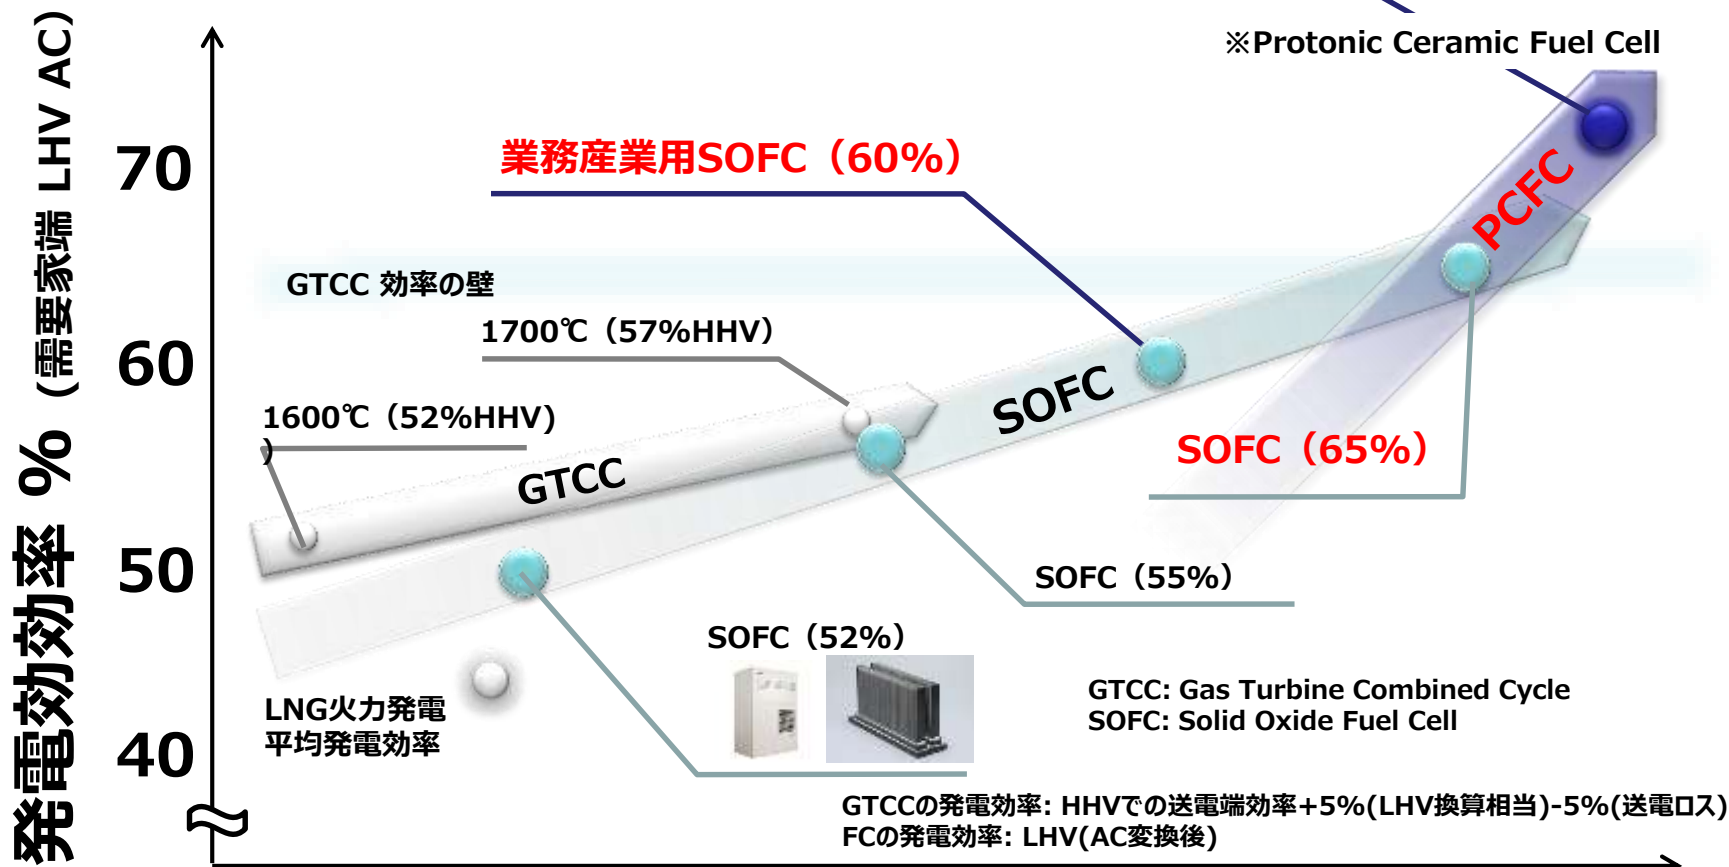 ※Protonic Ceramic Fuel Cell
発電効効率 % (需要家端 LHV AC)
70
60
50
40
業務産業用SOFC（60%）
PCFC
GTCC 効率の壁
1700℃（57%HHV）
1600℃（52%HHV)
)
GTCC
SOFC
SOFC（65%）
SOFC（55%）
SOFC（52%）
LNG火力発電
平均発電効率
GTCC: Gas Turbine Combined Cycle
SOFC: Solid Oxide Fuel Cell
GTCCの発電効率: HHVでの送電端効率+5%(LHV換算相当)-5%(送電ロス)
FCの発電効率: LHV(AC変換後)